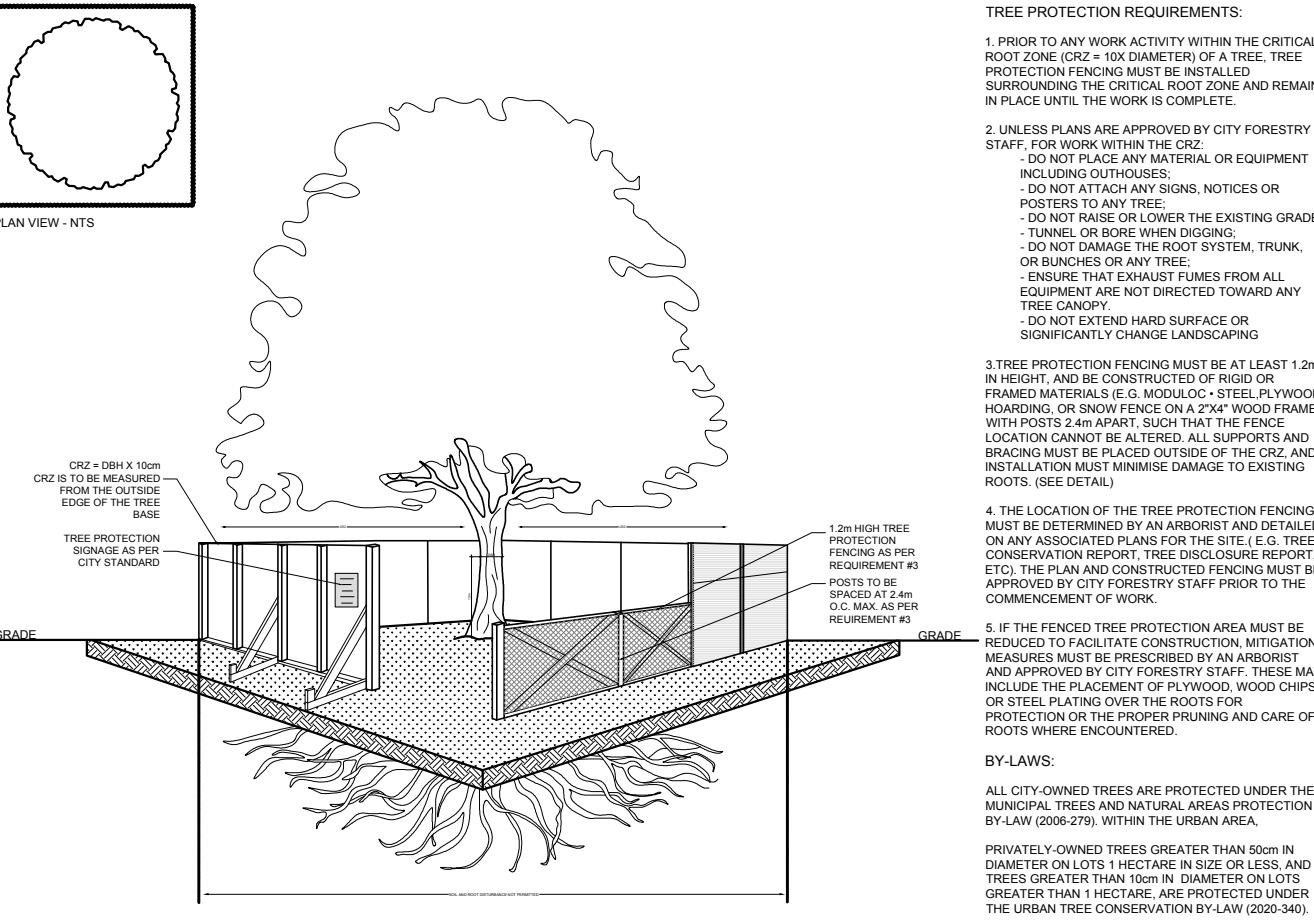 PLAN VIEW - NTS
CRZ = DBH X 10cm
CRZ IS TO BE MEASURED
FROM THE OUTSIDE
EDGE OF THE TREE
BASE
TREE PROTECTION
SIGNAGE AS PER
CITY STANDARD
GRADE
1.2m HIGH TREE
PROTECTION
FENCING AS PER
REQUIREMENT #3
POSTS TO BE
SPACED AT 2.4m
O.C. MAX. AS PER
REUIREMENT #3
GRADE
SOIL AND ROOT DISTURBANCE NOT PERMITTED
TREE PROTECTION REQUIREMENTS:
1. PRIOR TO ANY WORK ACTIVITY WITHIN THE CRITICAL
ROOT ZONE (CRZ = 10X DIAMETER) OF A TREE, TREE
PROTECTION FENCING MUST BE INSTALLED
SURROUNDING THE CRITICAL ROOT ZONE AND REMAIN
IN PLACE UNTIL THE WORK IS COMPLETE.
2. UNLESS PLANS ARE APPROVED BY CITY FORESTRY
STAFF, FOR WORK WITHIN THE CRZ:
- DO NOT PLACE ANY MATERIAL OR EQUIPMENT
INCLUDING OUTHOUSES;
- DO NOT ATTACH ANY SIGNS, NOTICES OR
POSTERS TO ANY TREE;
- DO NOT RAISE OR LOWER THE EXISTING GRADE
- TUNNEL OR BORE WHEN DIGGING;
- DO NOT DAMAGE THE ROOT SYSTEM, TRUNK,
OR BUNCHES OR ANY TREE;
- ENSURE THAT EXHAUST FUMES FROM ALL
EQUIPMENT ARE NOT DIRECTED TOWARD ANY
TREE CANOPY.
- DO NOT EXTEND HARD SURFACE OR
SIGNIFICANTLY CHANGE LANDSCAPING
3.TREE PROTECTION FENCING MUST BE AT LEAST 1.2m
IN HEIGHT, AND BE CONSTRUCTED OF RIGID OR
FRAMED MATERIALS (E.G. MODULOC • STEEL,PLYWOOD
HOARDING, OR SNOW FENCE ON A 2"X4" WOOD FRAME
WITH POSTS 2.4m APART, SUCH THAT THE FENCE
LOCATION CANNOT BE ALTERED. ALL SUPPORTS AND
BRACING MUST BE PLACED OUTSIDE OF THE CRZ, AND
INSTALLATION MUST MINIMISE DAMAGE TO EXISTING
ROOTS. (SEE DETAIL)
4. THE LOCATION OF THE TREE PROTECTION FENCING
MUST BE DETERMINED BY AN ARBORIST AND DETAILED
ON ANY ASSOCIATED PLANS FOR THE SITE.( E.G. TREE
CONSERVATION REPORT, TREE DISCLOSURE REPORT,
ETC). THE PLAN AND CONSTRUCTED FENCING MUST BE
APPROVED BY CITY FORESTRY STAFF PRIOR TO THE
COMMENCEMENT OF WORK.
5. IF THE FENCED TREE PROTECTION AREA MUST BE
REDUCED TO FACILITATE CONSTRUCTION, MITIGATION
MEASURES MUST BE PRESCRIBED BY AN ARBORIST
AND APPROVED BY CITY FORESTRY STAFF. THESE MA
INCLUDE THE PLACEMENT OF PLYWOOD, WOOD CHIPS
OR STEEL PLATING OVER THE ROOTS FOR
PROTECTION OR THE PROPER PRUNING AND CARE OF
ROOTS WHERE ENCOUNTERED.
BY-LAWS:
ALL CITY-OWNED TREES ARE PROTECTED UNDER THE
MUNICIPAL TREES AND NATURAL AREAS PROTECTION
BY-LAW (2006-279). WITHIN THE URBAN AREA,
PRIVATELY-OWNED TREES GREATER THAN 50cm IN
DIAMETER ON LOTS 1 HECTARE IN SIZE OR LESS, AND
TREES GREATER THAN 10cm IN DIAMETER ON LOTS
GREATER THAN 1 HECTARE, ARE PROTECTED UNDER
THE URBAN TREE CONSERVATION BY-LAW (2020-340).